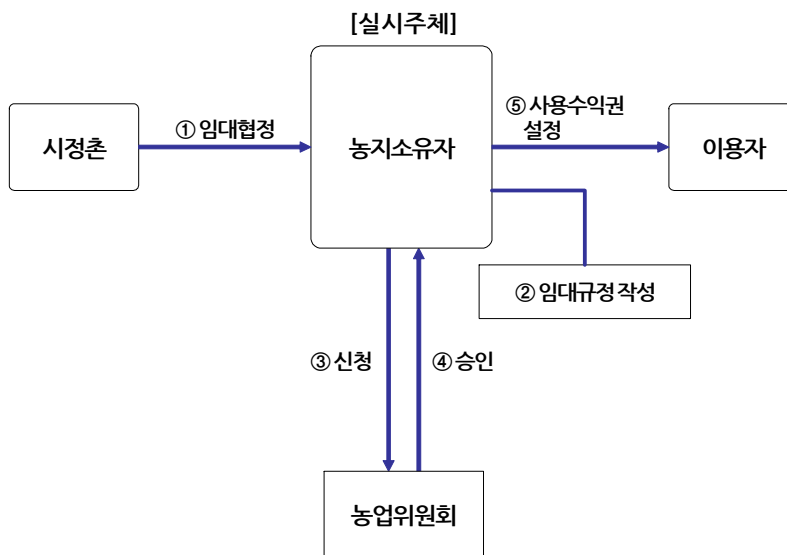 [실시주체]
시정촌
① 임대협정
농지소유자
⑤ 사용수익권
설정
이용자
② 임대규정 작성
③ 신청
④ 승인
농업위원회